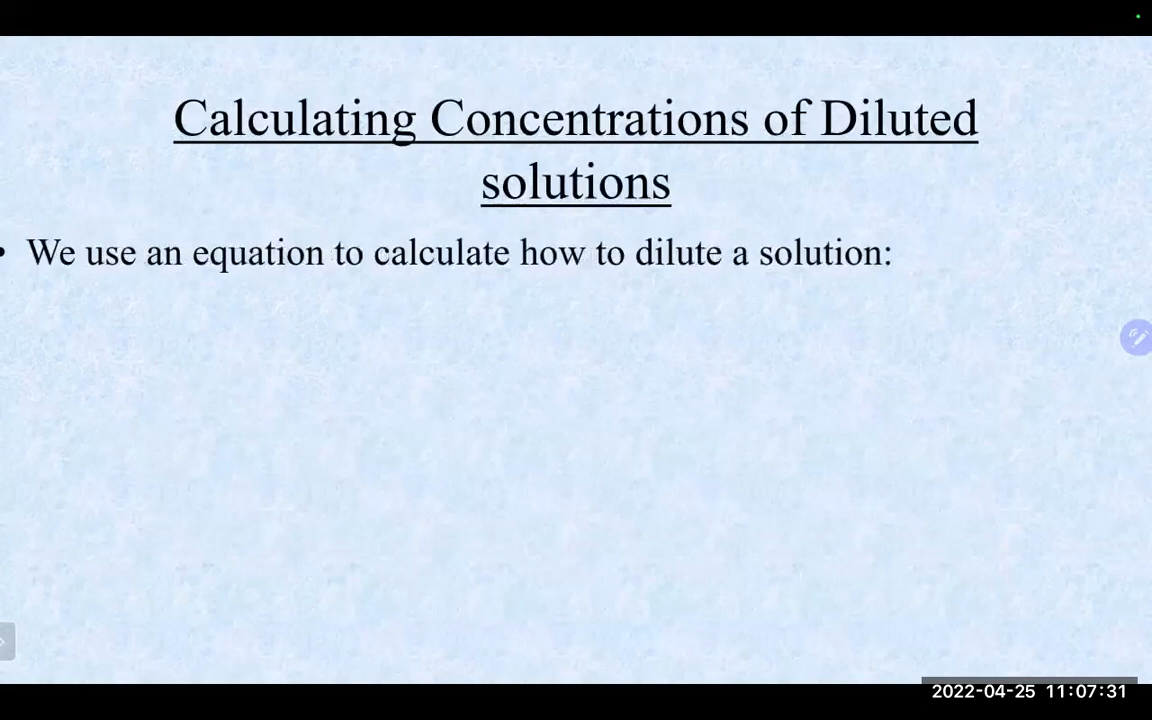 Calculating Concentrations of Diluted
solutions
• We use an equation to calculate how to dilute a solution:
2022-04-25 11:07:31